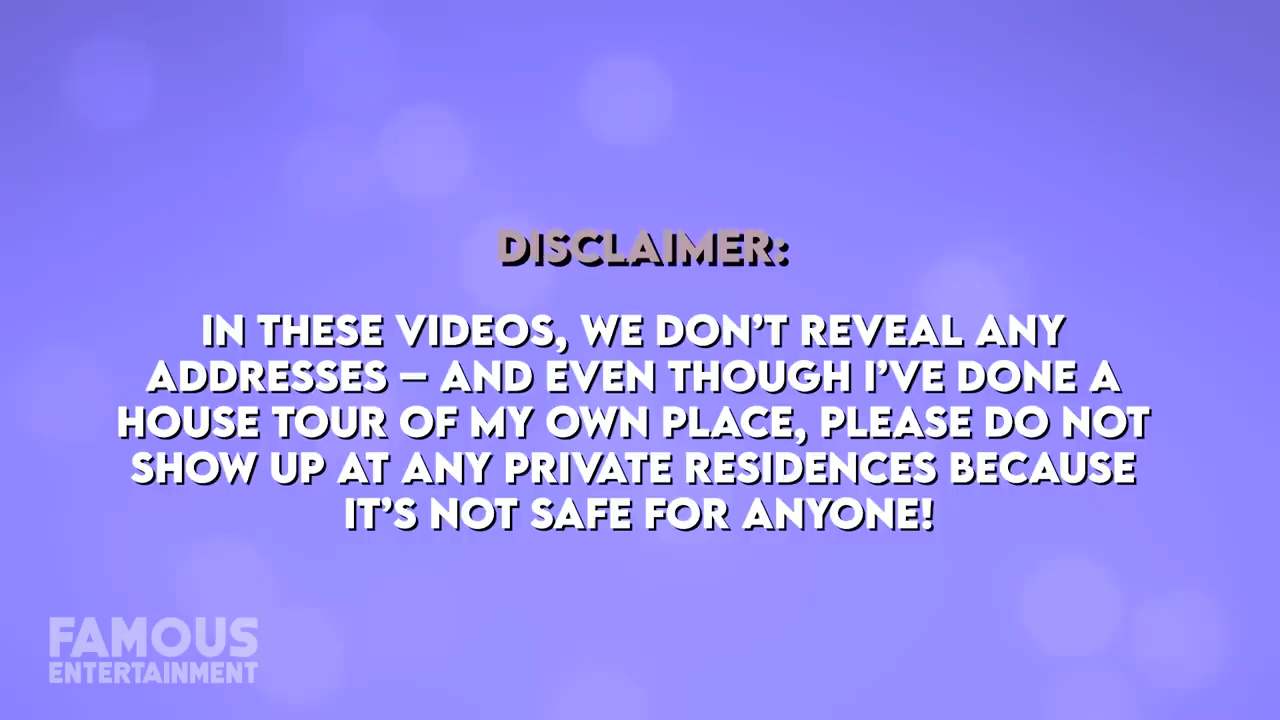 DISCLAIMER:
IN THESE VIDEOS, WE DON'T REVEAL ANY
ADDRESSES – AND EVEN THOUGH I'VE DONE A
HOUSE TOUR OF MY OWN PLACE, PLEASE DO NOT
SHOW UP AT ANY PRIVATE RESIDENCES BECAUSE
IT'S NOT SAFE FOR ANYONE!
FAMOUS
ENTERTAINMENT